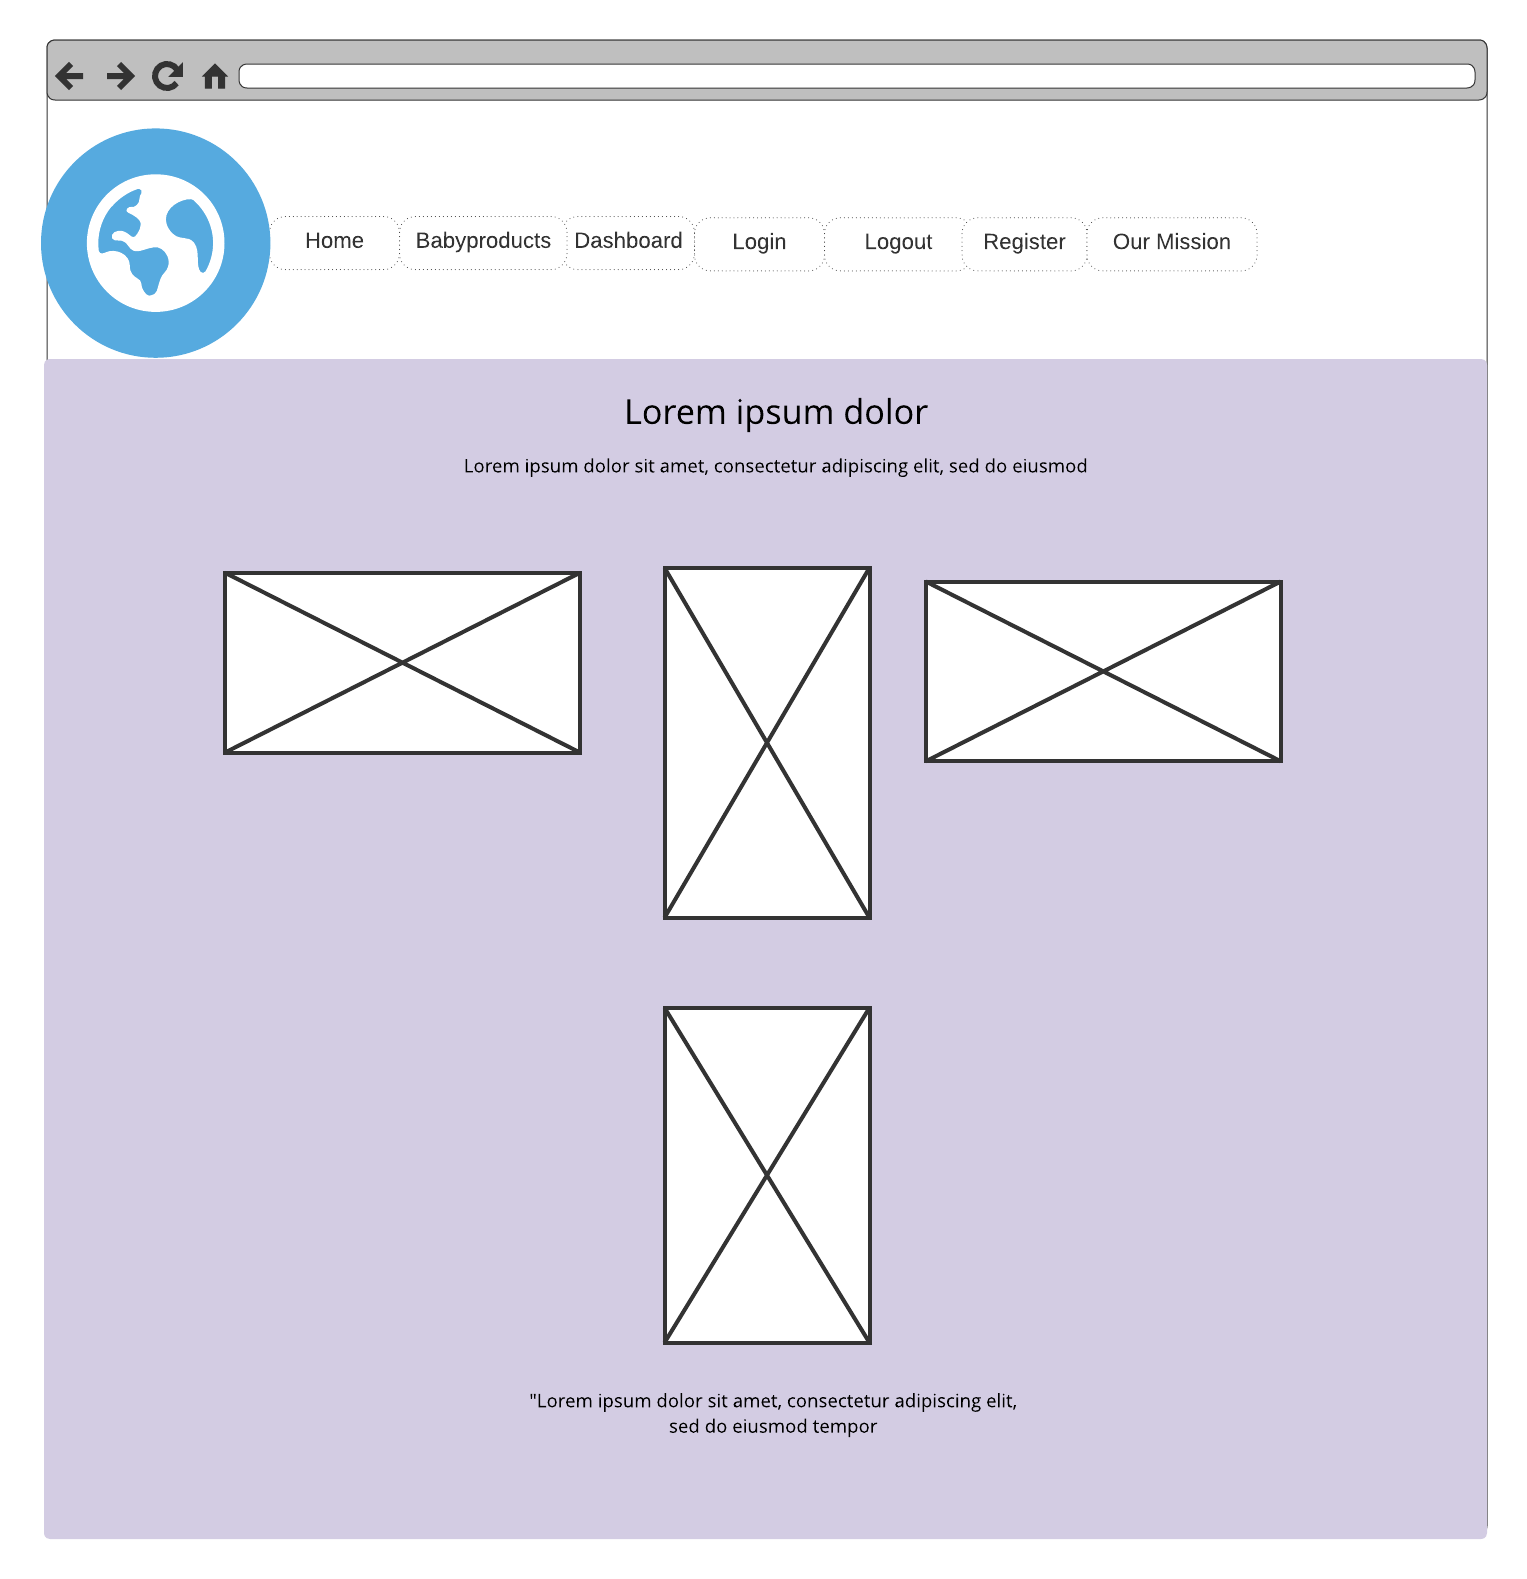 Home
Babyproducts
Dashboard
Login
Logout
Register
Our Mission
Lorem ipsum dolor
Lorem ipsum dolor sit amet, consectetur adipiscing elit, sed do eiusmod
"Lorem ipsum dolor sit amet, consectetur adipiscing elit,
sed do eiusmod tempor